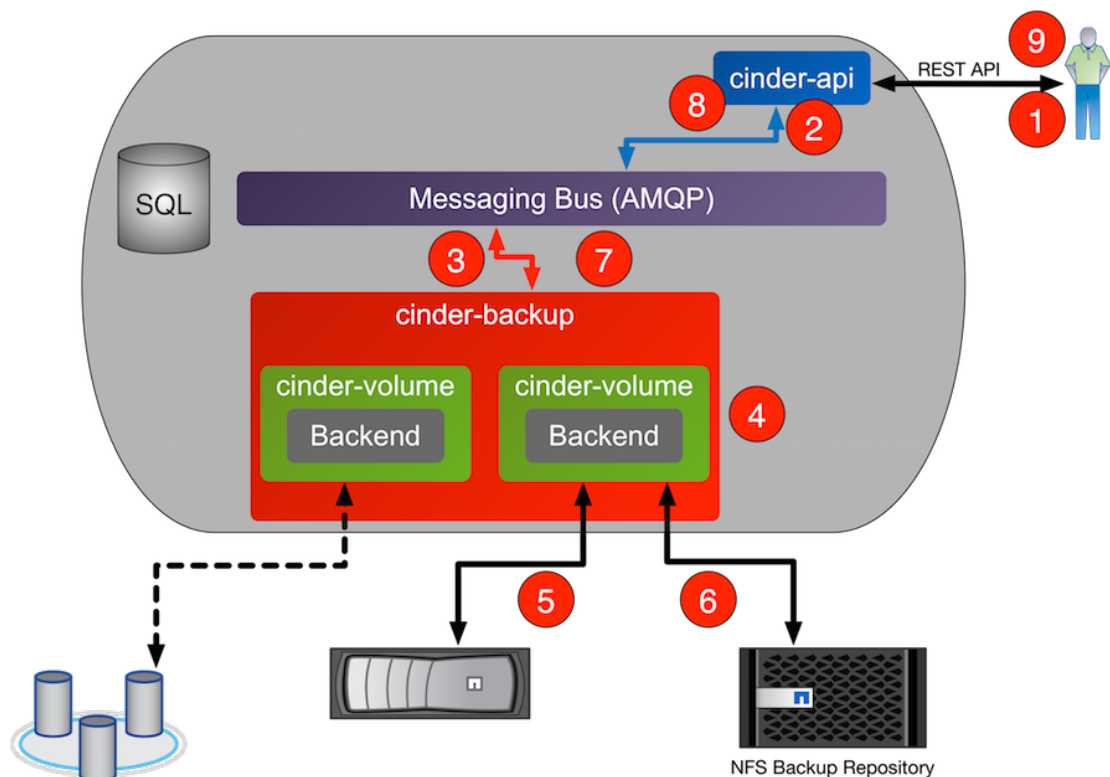 9
cinder-api
REST API
8
2
1
SQL
Messaging Bus (AMQP)
3
7
cinder-backup
cinder-volume
cinder-volume
Backend
Backend
4
5
6
NFS Backup Repository